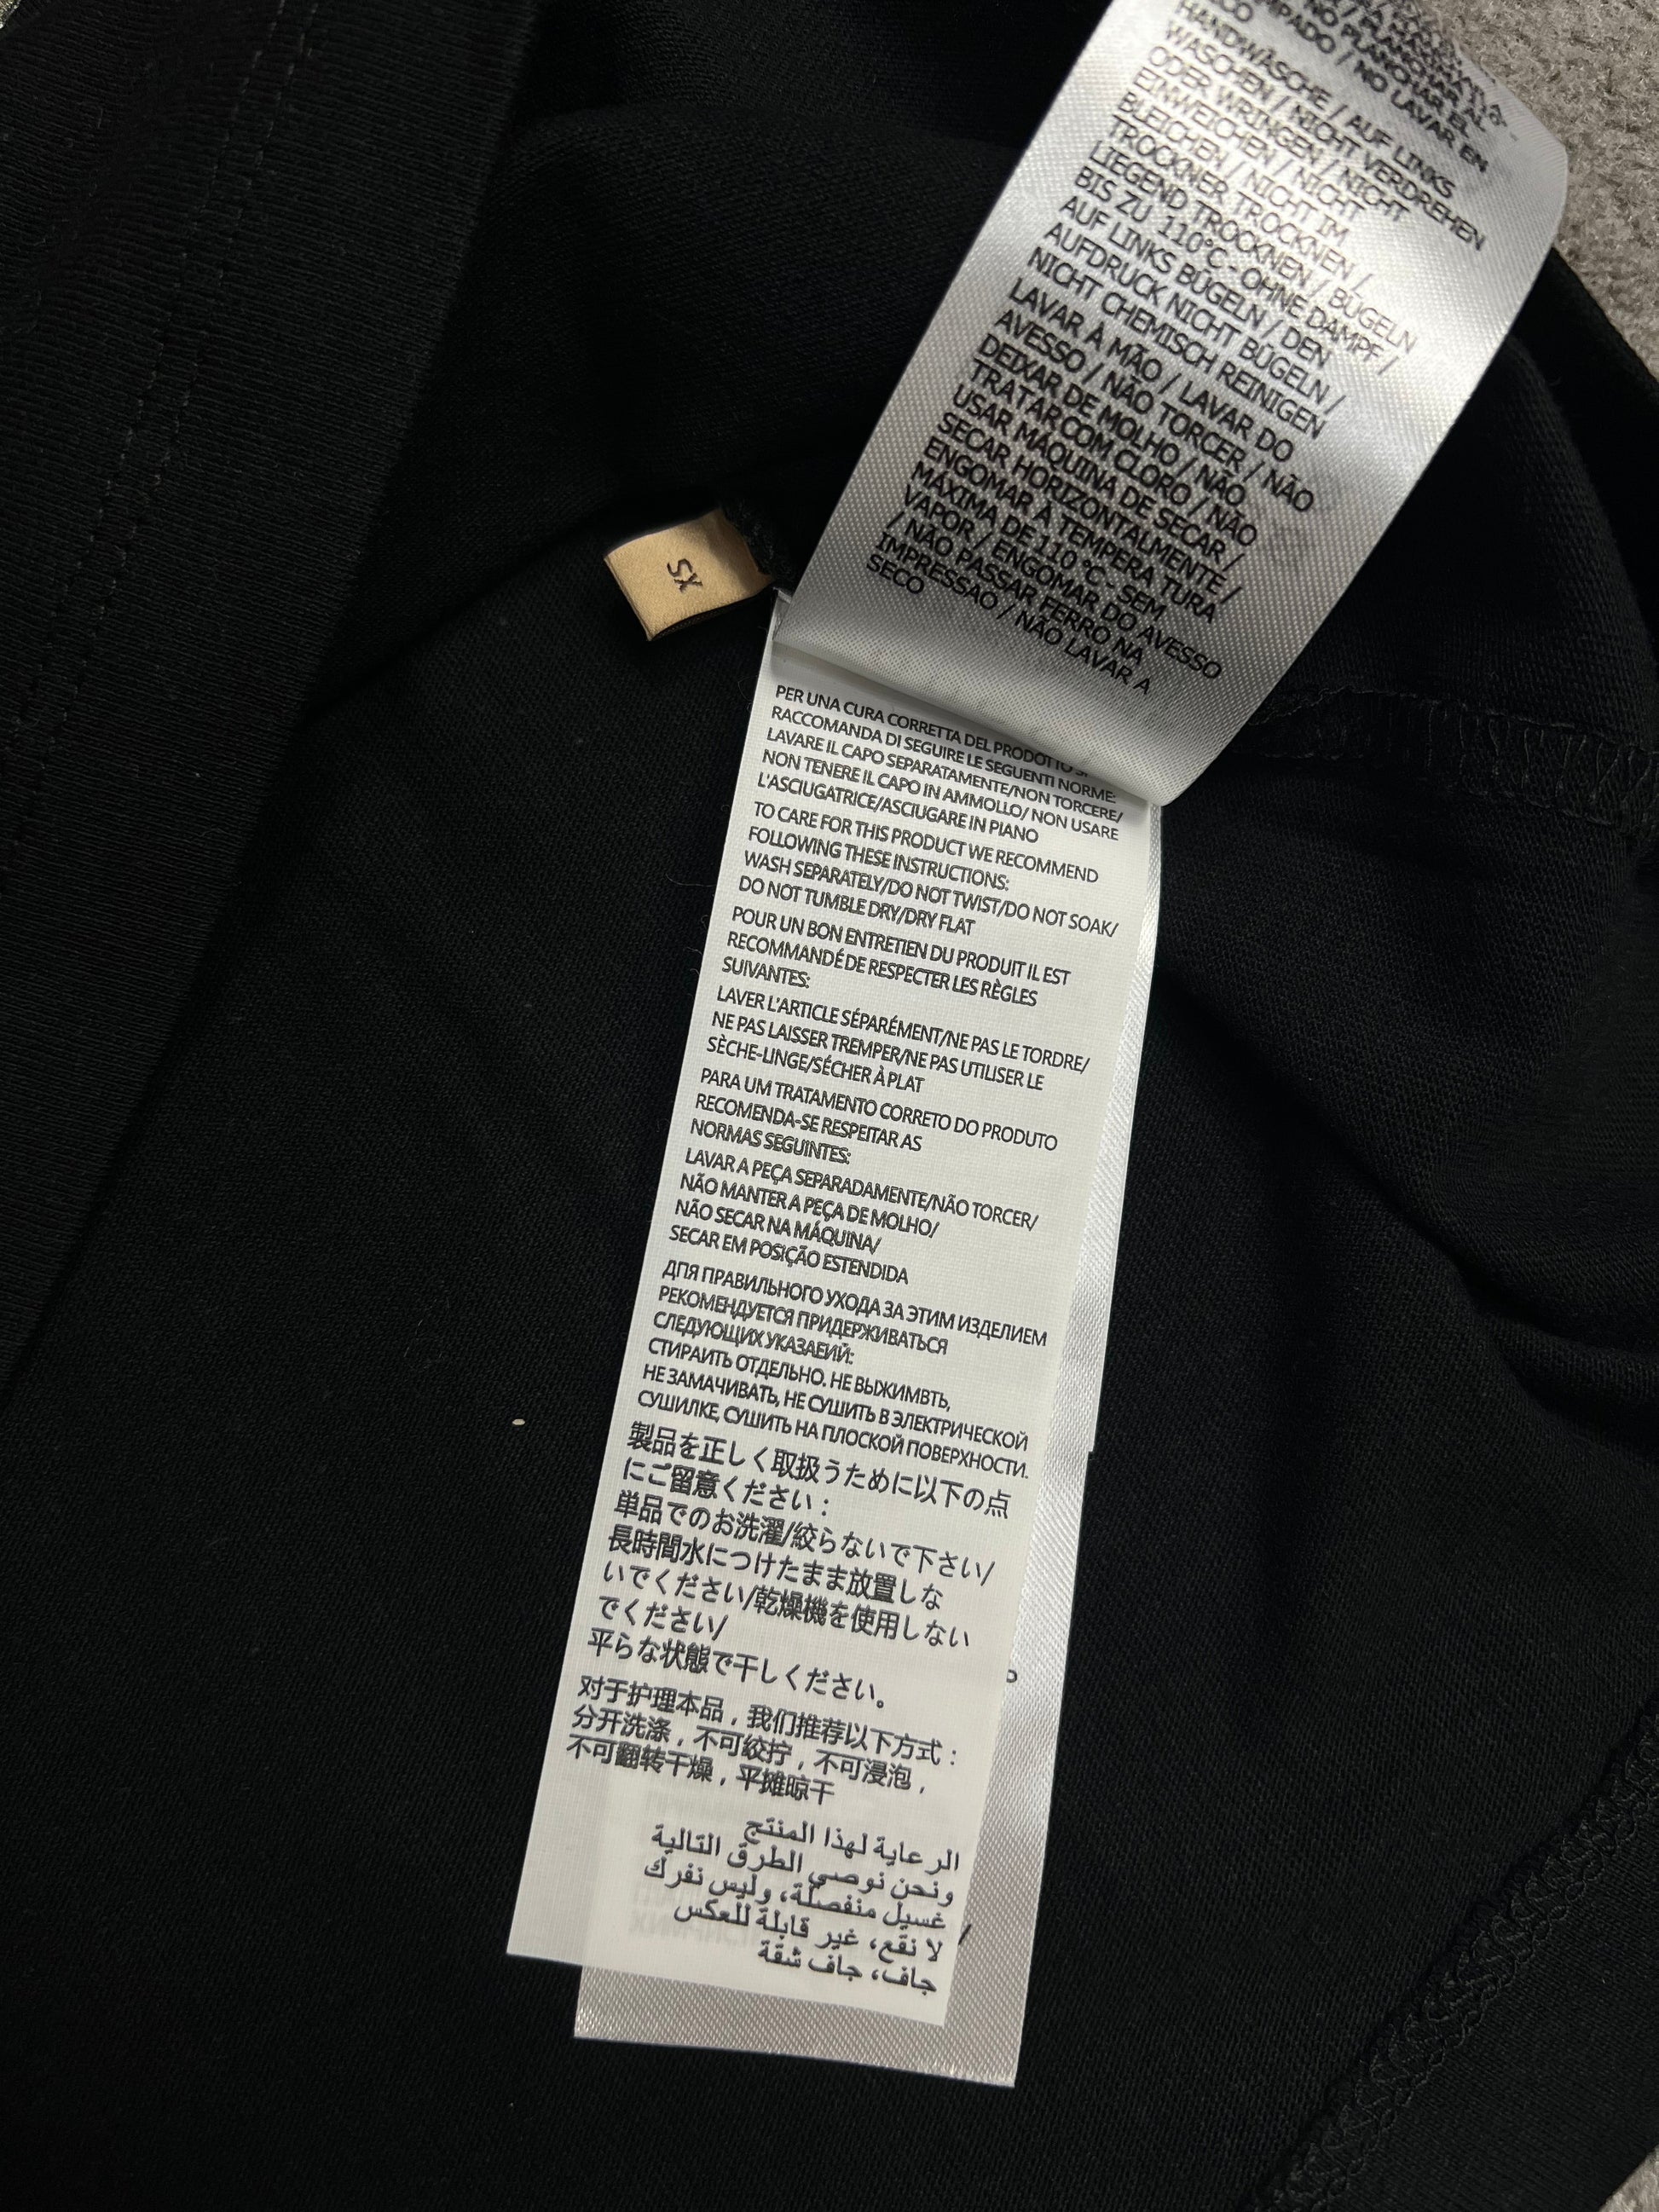 NO PLANCHAR EL
HANDWÄSCHE / AUF LINKS
WASCHEN / NICHT VERDREHEN
ODER WRINGEN / NICHT
EINWEICHEN / NICHT
BLEICHEN / NICHT IM
TROCKNER TROCKNEN /
LIEGEND TROCKNEN / BÜGELN
BIS ZU 110°C - OHNE DAMPF /
AUF LINKS BÜGELN / DEN
AUFDRUCK NICHT BÜGELN /
NICHT CHEMISCH REINIGEN
LAVAR À MÃO / LAVAR DO
AVESSO / NÃO TORCER / NÃO
DEIXAR DE MOLHO / NÃO
TRATAR COM CLORO / NÃO
USAR MÁQUINA DE SECAR /
SECAR HORIZONTALMENTE /
ENGOMAR À TEMPERA TURA
MÁXIMA DE 110 °C - SEM
VAPOR / ENGOMAR DO AVESSO
/ NÃO PASSAR FERRO NA
IMPRESSÃO / NÃO LAVAR A
SECO
XS
PER UNA CURA CORRETTA DEL PRODOTTO SI
RACCOMANDA DI SEGUIRE LE SEGUENTI NORME:
LAVARE IL CAPO SEPARATAMENTE/NON TORCERE/
NON TENERE IL CAPO IN AMMOLLO/ NON USARE
L'ASCIUGATRICE/ASCIUGARE IN PIANO
TO CARE FOR THIS PRODUCT WE RECOMMEND
FOLLOWING THESE INSTRUCTIONS:
WASH SEPARATELY/DO NOT TWIST/DO NOT SOAK/
DO NOT TUMBLE DRY/DRY FLAT
POUR UN BON ENTRETIEN DU PRODUIT IL EST
RECOMMANDÉ DE RESPECTER LES RÈGLES
SUIVANTES:
LAVER L'ARTICLE SÉPARÉMENT/NE PAS LE TORDRE/
NE PAS LAISSER TREMPER/NE PAS UTILISER LE
SÈCHE-LINGE/SÉCHER À PLAT
PARA UM TRATAMENTO CORRETO DO PRODUTO
RECOMENDA-SE RESPEITAR AS
NORMAS SEGUINTES:
LAVAR A PEÇA SEPARADAMENTE/NÃO TORCER/
NÃO MANTER A PEÇA DE MOLHO/
NÃO SECAR NA MÁQUINA/
SECAR EM POSIÇÃO ESTENDIDA
ДПЯ ПРАВИЛЬНОГО УХОДА ЗА ЭТИМ ИЗДЕЛИЕМ
РЕКОМЕНДУЕТСЯ ПРИДЕРЖИВАТЬСЯ
СЛЕДУЮЩИХ УКАЗАЕИЙ:
СТИРАИТЬ ОТДЕЛЬНО. НЕ ВЫЖИМВТЬ,
НЕ ЗАМАЧИВАТЬ, НЕ СУШИТЬ В ЭЛЕКТРИЧЕСКОЙ
СУШИЛКЕ, СУШИТЬ НА ПЛОСКОЙ ПОВЕРХНОСТИ.
製品を正しく取扱うために以下の点
にご留意ください：
単品でのお洗濯/絞らないで下さい/
長時間水につけたまま放置しな
いでください/乾燥機を使用しない
でください/
平らな状態で干しください。
对于护理本品，我们推荐以下方式：
分开洗涤，不可绞拧，不可浸泡，
不可翻转干燥，平摊晾干
الر عاية لهذا المنتج
ونحن نوصي الطرق التالية
غسيل منفصلة، وليس نفرك
لا نقع، غير قابلة للعكس
جاف، جاف شقة